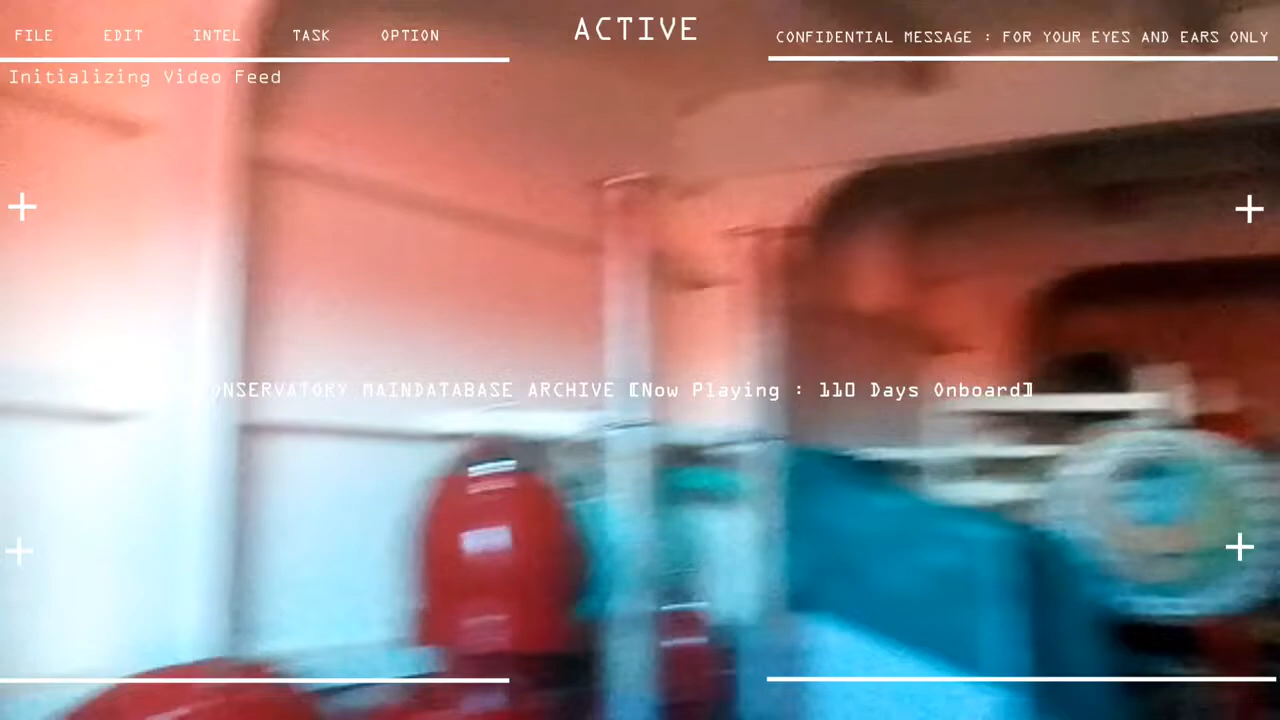 FILE EDIT INTEL TASK OPTION
ACTIVE
CONFIDENTIAL MESSAGE : FOR YOUR EYES AND EARS ONLY
Initializing Video Feed
ONSERVATORY MAINDATABASE ARCHIVE [Now Playing : 110 Days Onboard]